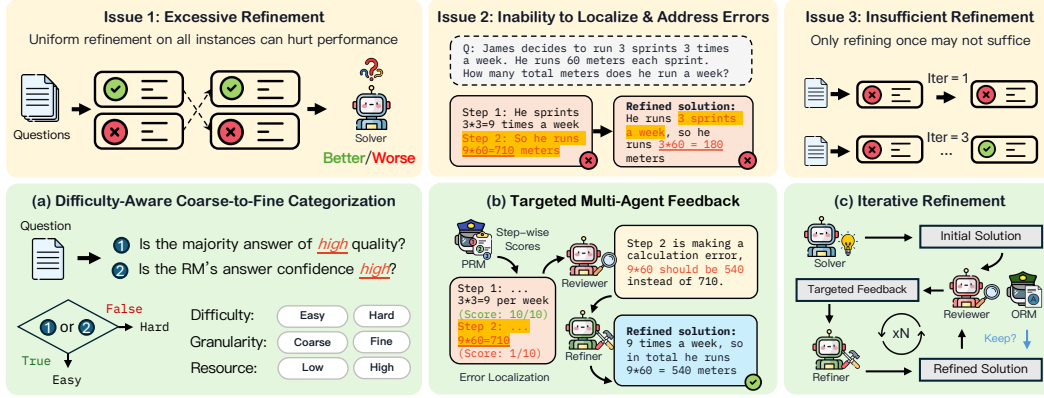 Issue 1: Excessive Refinement
Uniform refinement on all instances can hurt performance
Questions
Solver
Better/Worse
Issue 2: Inability to Localize & Address Errors
Q: James decides to run 3 sprints 3 times
a week. He runs 60 meters each sprint.
How many total meters does he run a week?
Step 1: He sprints
3*3=9 times a week
Step 2: So he runs
9*60=710 meters
Refined solution:
He runs 3 sprints
a week, so he
runs 3*60 = 180
meters
Issue 3: Insufficient Refinement
Only refining once may not suffice
Iter = 1
Iter = 3
...
(a) Difficulty-Aware Coarse-to-Fine Categorization
Question
1 Is the majority answer of high quality?
2 Is the RM's answer confidence high?
1 or 2
False
Hard
True
Easy
Difficulty: Easy Hard
Granularity: Coarse Fine
Resource: Low High
(b) Targeted Multi-Agent Feedback
PRM
Step-wise
Scores
Reviewer
Step 1: ...
3*3=9 per week
(Score: 10/10)
Step 2: ...
9*60=710
(Score: 1/10)
Error Localization
Refiner
Step 2 is making a
calculation error,
9*60 should be 540
instead of 710.
Refined solution:
9 times a week, so
in total he runs
9*60 = 540 meters
(c) Iterative Refinement
Solver
Initial Solution
Targeted Feedback
Reviewer
ORM
xN
Keep?
Refiner
Refined Solution